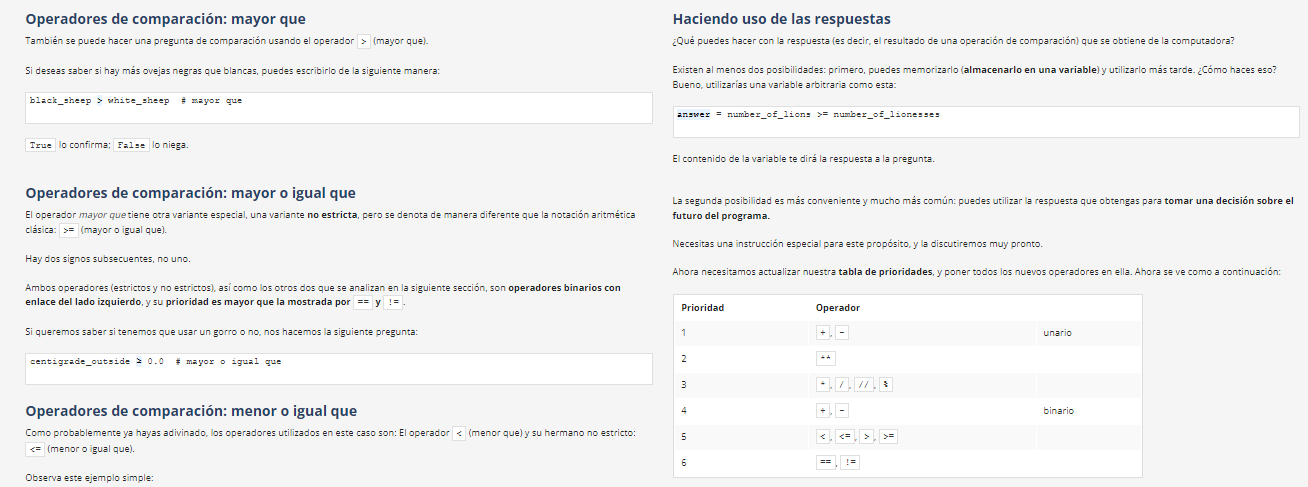 Operadores de comparación: mayor que
También se puede hacer una pregunta de comparación usando el operador > (mayor que).
Si deseas saber si hay más ovejas negras que blancas, puedes escribirlo de la siguiente manera:
black_sheep > white_sheep  # mayor que
True lo confirma; False lo niega.
Operadores de comparación: mayor o igual que
El operador mayor que tiene otra variante especial, una variante no estricta, pero se denota de manera diferente que la notación aritmética
clásica: >= (mayor o igual que).
Hay dos signos subsecuentes, no uno.
Ambos operadores (estrictos y no estrictos), así como los otros dos que se analizan en la siguiente sección, son operadores binarios con
enlace del lado izquierdo, y su prioridad es mayor que la mostrada por == y != .
Si queremos saber si tenemos que usar un gorro o no, nos hacemos la siguiente pregunta:
centigrade_outside ≥ 0.0  # mayor o igual que
Operadores de comparación: menor o igual que
Como probablemente ya hayas adivinado, los operadores utilizados en este caso son: El operador < (menor que) y su hermano no estricto:
<= (menor o igual que).
Observa este ejemplo simple:
Haciendo uso de las respuestas
¿Qué puedes hacer con la respuesta (es decir, el resultado de una operación de comparación) que se obtiene de la computadora?
Existen al menos dos posibilidades: primero, puedes memorizarlo (almacenarlo en una variable) y utilizarlo más tarde. ¿Cómo haces eso?
Bueno, utilizarías una variable arbitraria como esta:
answer = number_of_lions >= number_of_lionesses
El contenido de la variable te dirá la respuesta a la pregunta.
La segunda posibilidad es más conveniente y mucho más común: puedes utilizar la respuesta que obtengas para tomar una decisión sobre el
futuro del programa.
Necesitas una instrucción especial para este propósito, y la discutiremos muy pronto.
Ahora necesitamos actualizar nuestra tabla de prioridades, y poner todos los nuevos operadores en ella. Ahora se ve como a continuación:
Prioridad Operador
1 +, - unario
2 **
3 *, /, //, %
4 +, - binario
5 <, <=, >, >=
6 ==, !=